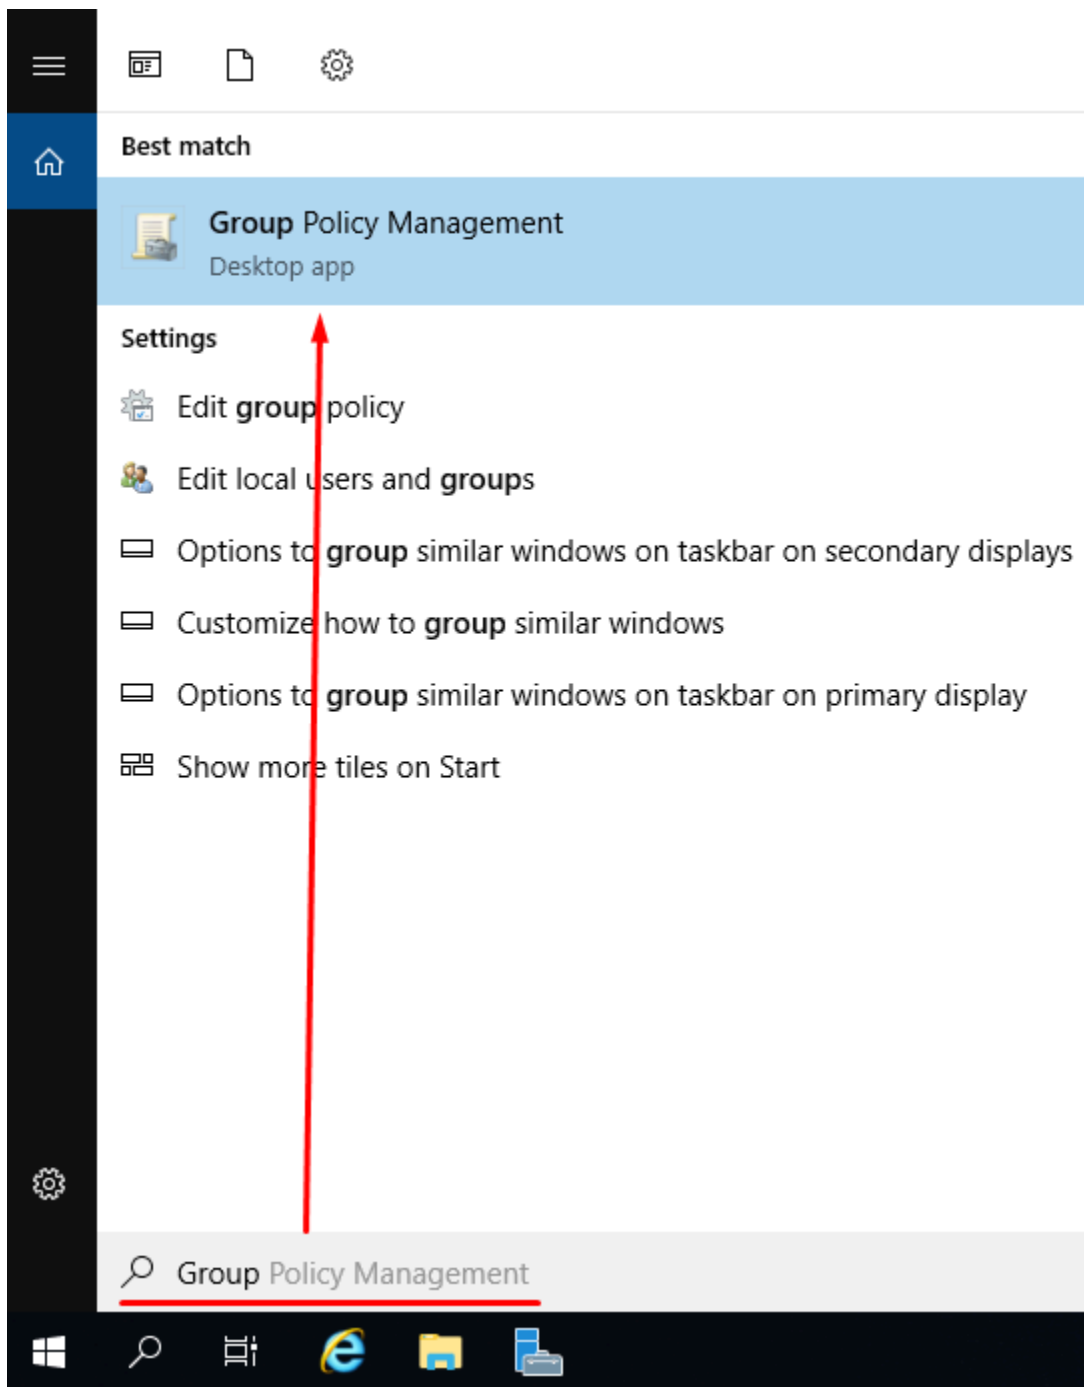 Best match
Group Policy Management
Desktop app
Settings
Edit group policy
Edit local users and groups
Options to group similar windows on taskbar on secondary displays
Customize how to group similar windows
Options to group similar windows on taskbar on primary display
Show more tiles on Start
Group Policy Management